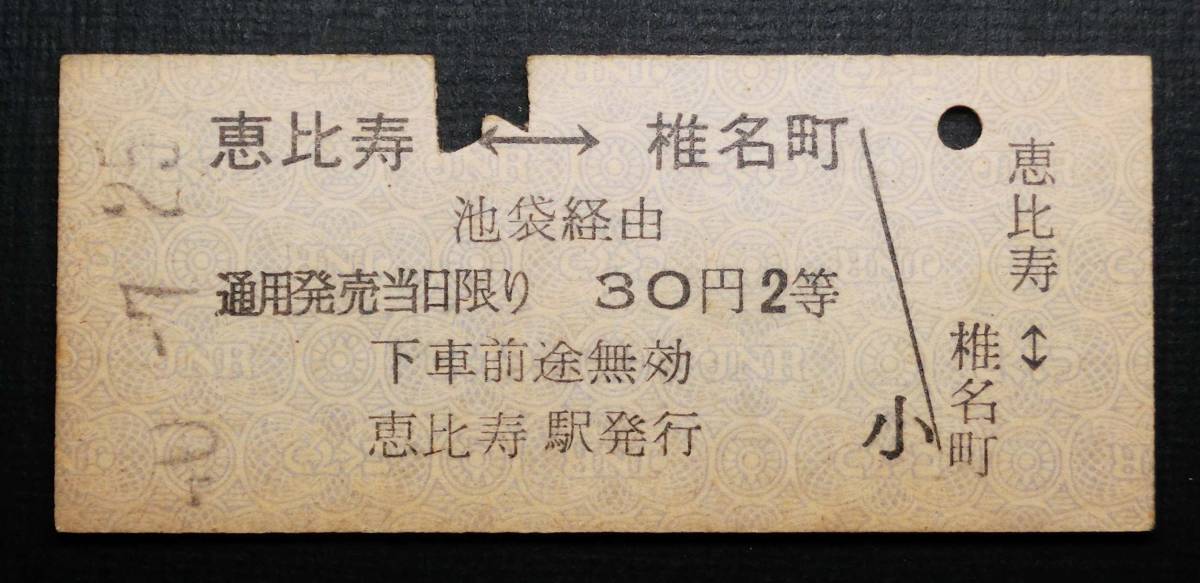 恵比寿 ←→ 椎名町
池袋経由
通用発売当日限り 30円 2等
下車前途無効
恵比寿駅発行
小
恵比寿 ↔ 椎名町
-7.25